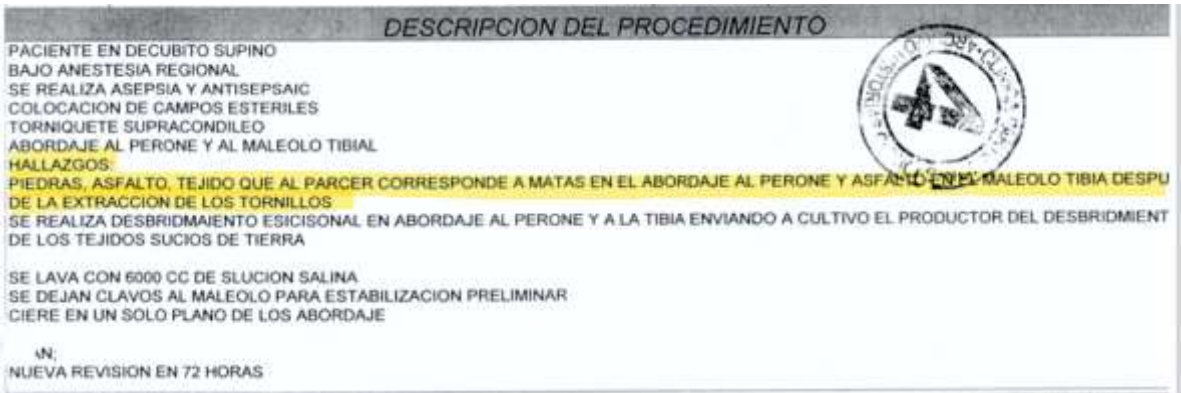 DESCRIPCION DEL PROCEDIMIENTO
PACIENTE EN DECUBITO SUPINO
BAJO ANESTESIA REGIONAL
SE REALIZA ASEPSIA Y ANTISEPSAIC
COLOCACION DE CAMPOS ESTERILES
TORNIQUETE SUPRACONDILEO
ABORDAJE AL PERONE Y AL MALEOLO TIBIAL
HALLAZGOS:
PIEDRAS, ASFALTO, TEJIDO QUE AL PARCER CORRESPONDE A MATAS EN EL ABORDAJE AL PERONE Y ASFALTO EN EL MALEOLO TIBIA DESPU
DE LA EXTRACCION DE LOS TORNILLOS
SE REALIZA DESBRIDMAIENTO ESICISONAL EN ABORDAJE AL PERONE Y A LA TIBIA ENVIANDO A CULTIVO EL PRODUCTOR DEL DESBRIDMIENT
DE LOS TEJIDOS SUCIOS DE TIERRA
SE LAVA CON 6000 CC DE SLUCION SALINA
SE DEJAN CLAVOS AL MALEOLO PARA ESTABILIZACION PRELIMINAR
CIERE EN UN SOLO PLANO DE LOS ABORDAJE
AN;
NUEVA REVISION EN 72 HORAS